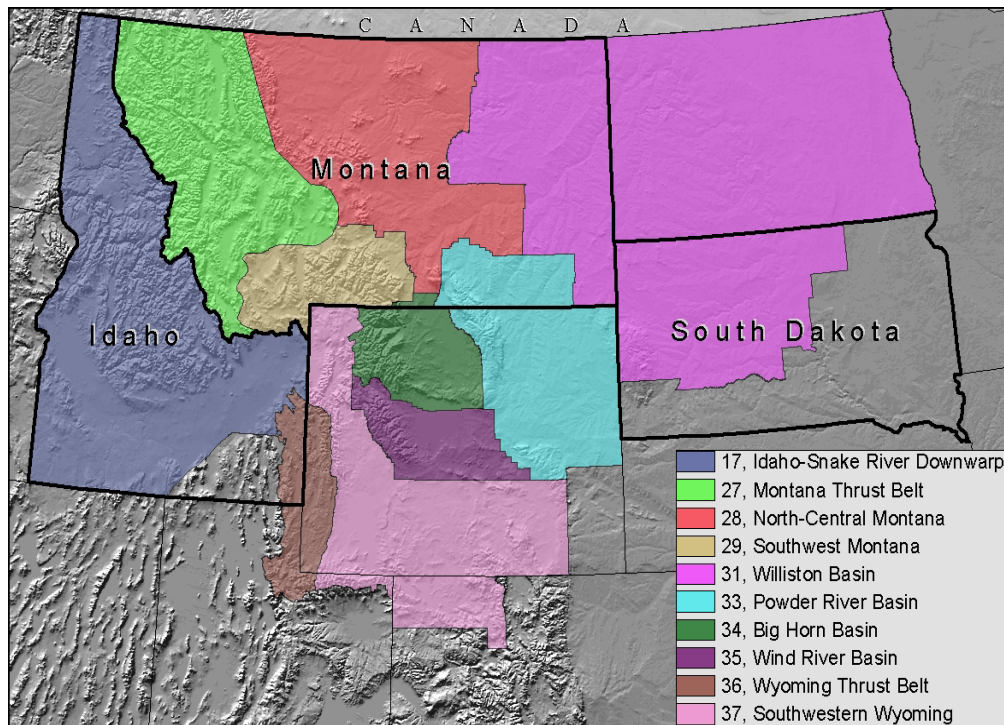 C A N A D A
Montana
Idaho
South Dakota
17, Idaho-Snake River Downwarp
27, Montana Thrust Belt
28, North-Central Montana
29, Southwest Montana
31, Williston Basin
33, Powder River Basin
34, Big Horn Basin
35, Wind River Basin
36, Wyoming Thrust Belt
37, Southwestern Wyoming